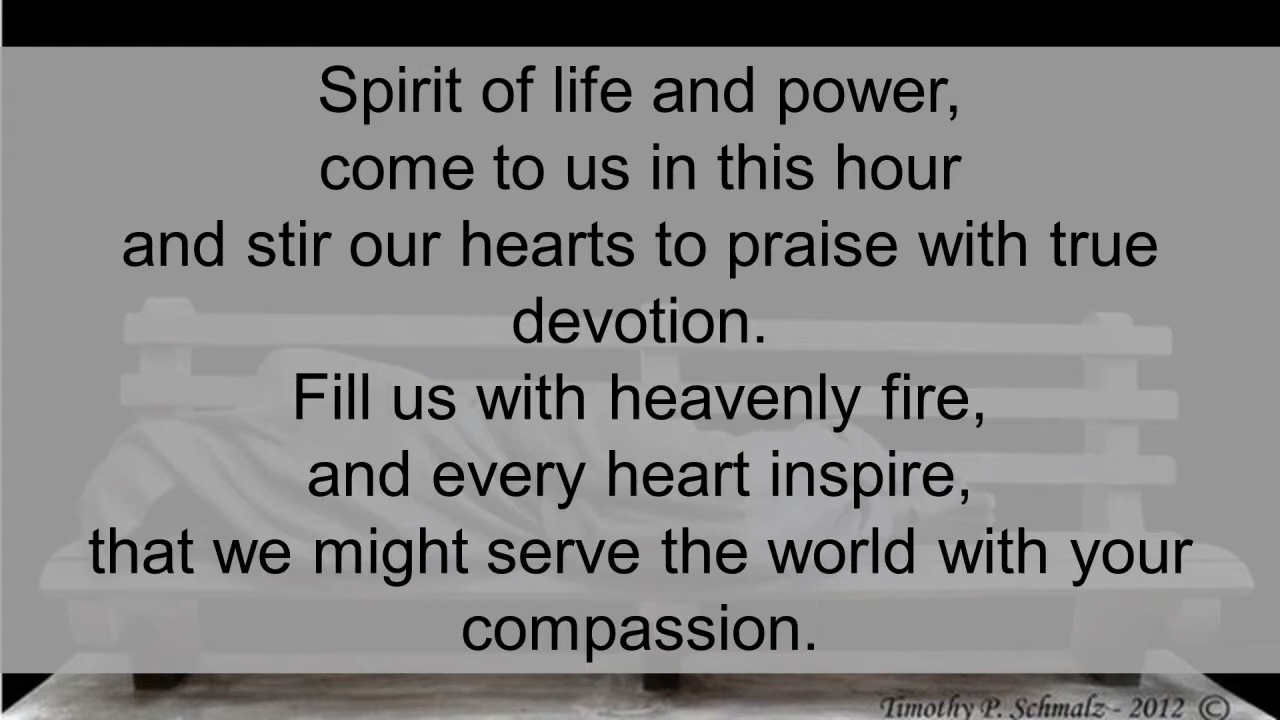 Spirit of life and power,
come to us in this hour
and stir our hearts to praise with true
devotion.
Fill us with heavenly fire,
and every heart inspire,
that we might serve the world with your
compassion.
Timothy P. Schmalz - 2012 ©